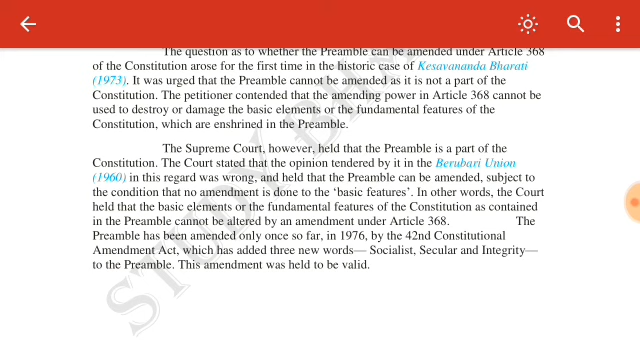 The question as to whether the Preamble can be amended under Article 368
of the Constitution arose for the first time in the historic case of Kesavananda Bharati
(1973). It was urged that the Preamble cannot be amended as it is not a part of the
Constitution. The petitioner contended that the amending power in Article 368 cannot be
used to destroy or damage the basic elements or the fundamental features of the
Constitution, which are enshrined in the Preamble.
The Supreme Court, however, held that the Preamble is a part of the
Constitution. The Court stated that the opinion tendered by it in the Berubari Union
(1960) in this regard was wrong, and held that the Preamble can be amended, subject to
the condition that no amendment is done to the ‘basic features’. In other words, the Court
held that the basic elements or the fundamental features of the Constitution as contained
in the Preamble cannot be altered by an amendment under Article 368. The
Preamble has been amended only once so far, in 1976, by the 42nd Constitutional
Amendment Act, which has added three new words— Socialist, Secular and Integrity—
to the Preamble. This amendment was held to be valid.
STUDY